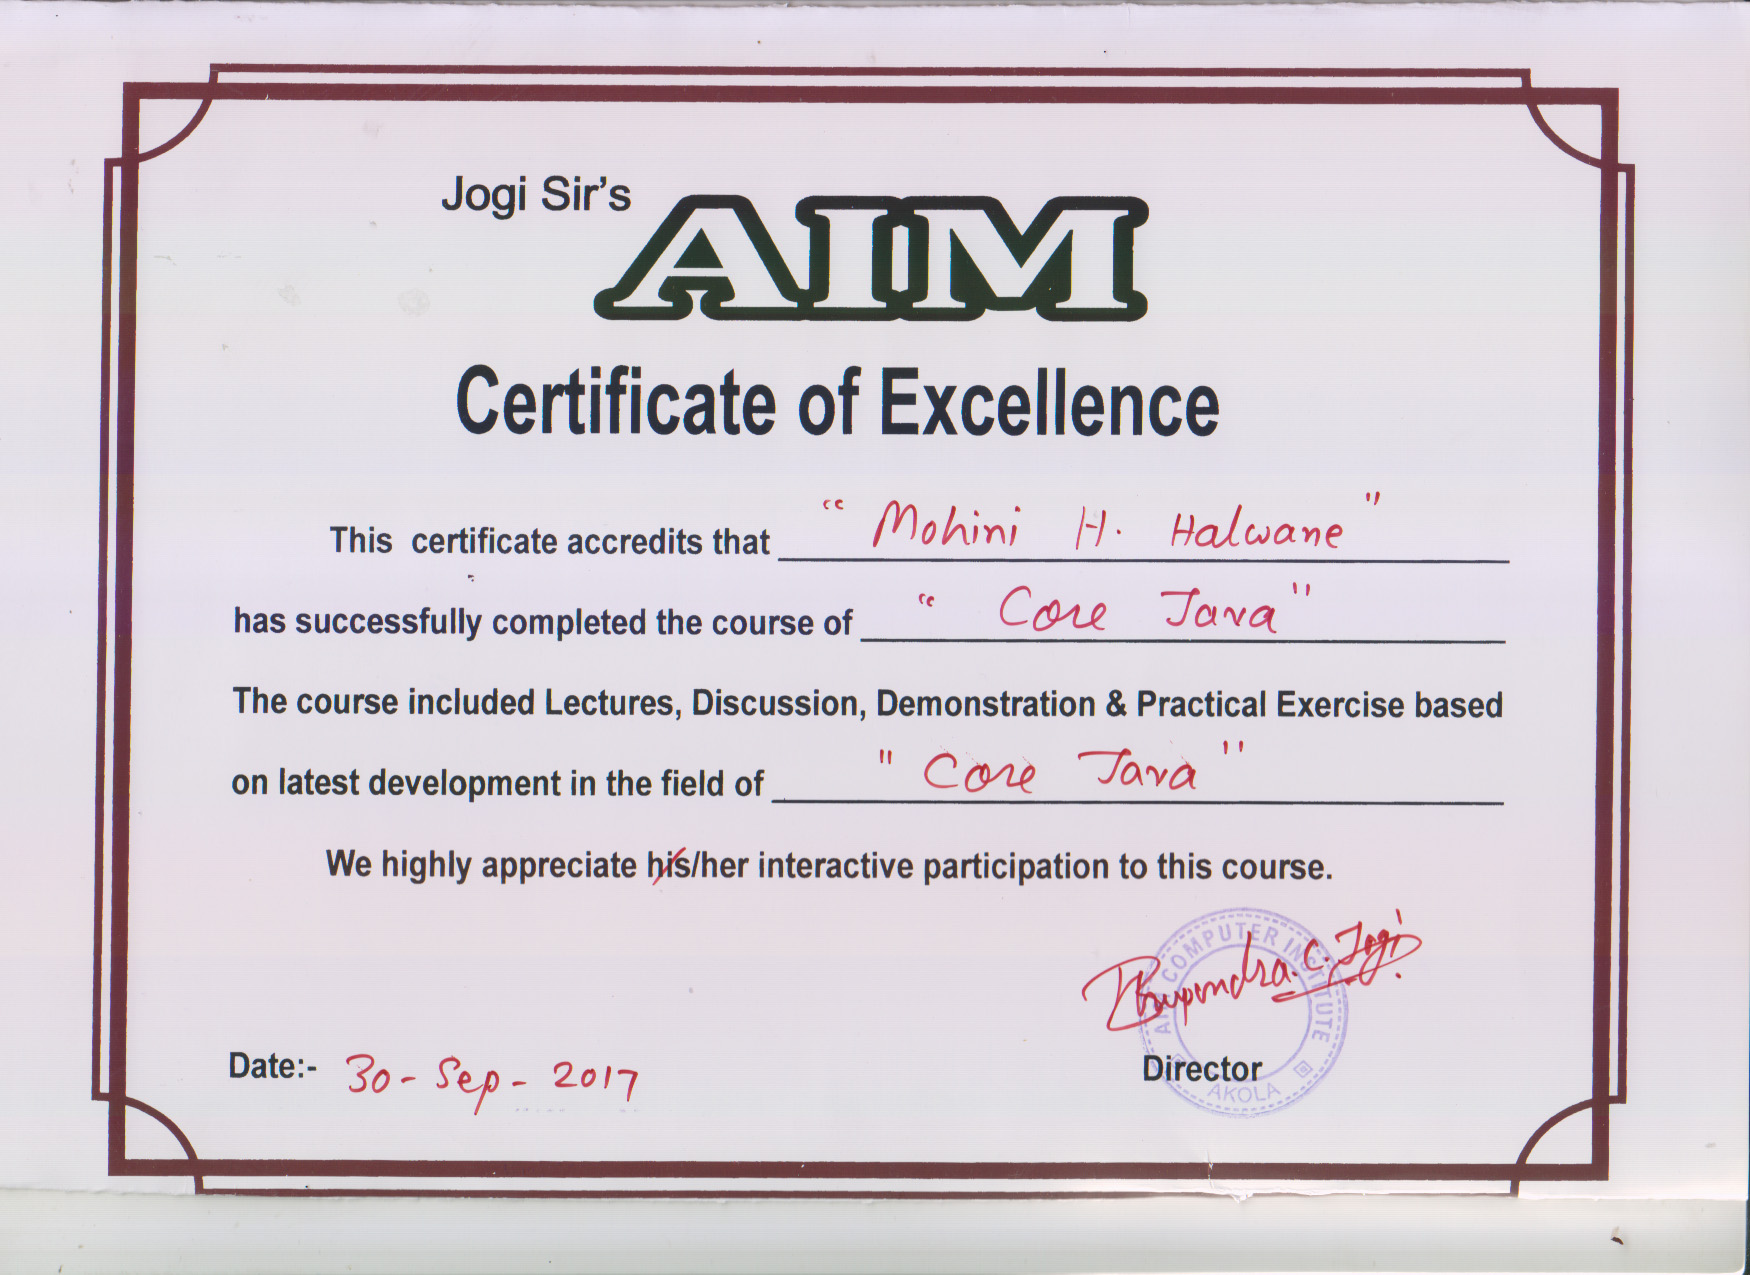 Jogi Sir's
AIM
Certificate of Excellence
This certificate accredits that "Mohini H. Halwane"
has successfully completed the course of "Core Java"
The course included Lectures, Discussion, Demonstration & Practical Exercise based
on latest development in the field of "Core Java"
We highly appreciate his/her interactive participation to this course.
Bhupendra.C.Jogi
AIM COMPUTER INSTITUTE
AKOLA
Date:- 30-Sep-2017
Director